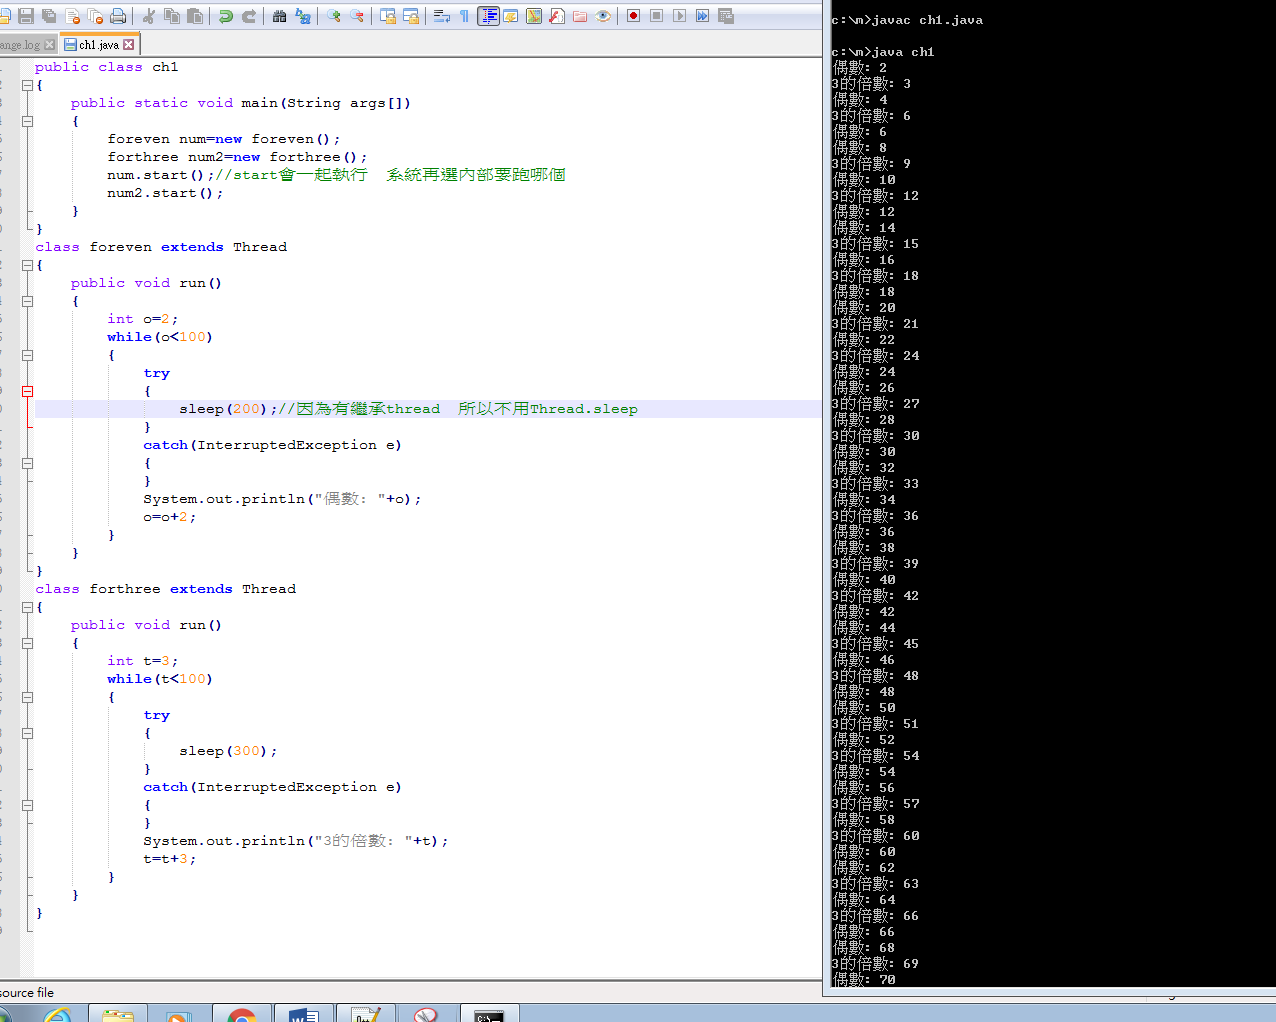 ange.log
ch1.java
public class ch1
{
public static void main(String args[])
{
foreven num=new foreven();
forthree num2=new forthree();
num.start();//start會一起執行　系統再選內部要跑哪個
num2.start();
}
}
class foreven extends Thread
{
public void run()
{
int o=2;
while(o<100)
{
try
{
sleep(200);//因為有繼承thread　所以不用Thread.sleep
}
catch(InterruptedException e)
{
}
System.out.println("偶數: "+o);
o=o+2;
}
}
}
class forthree extends Thread
{
public void run()
{
int t=3;
while(t<100)
{
try
{
sleep(300);
}
catch(InterruptedException e)
{
}
System.out.println("3的倍數: "+t);
t=t+3;
}
}
}
source file
c:\m>javac ch1.java
c:\m>java ch1
偶數: 2
3的倍數: 3
偶數: 4
3的倍數: 6
偶數: 6
偶數: 8
3的倍數: 9
偶數: 10
3的倍數: 12
偶數: 12
偶數: 14
3的倍數: 15
偶數: 16
3的倍數: 18
偶數: 18
偶數: 20
3的倍數: 21
偶數: 22
3的倍數: 24
偶數: 24
偶數: 26
3的倍數: 27
偶數: 28
3的倍數: 30
偶數: 30
偶數: 32
3的倍數: 33
偶數: 34
3的倍數: 36
偶數: 36
偶數: 38
3的倍數: 39
偶數: 40
3的倍數: 42
偶數: 42
偶數: 44
3的倍數: 45
偶數: 46
3的倍數: 48
偶數: 48
偶數: 50
3的倍數: 51
偶數: 52
3的倍數: 54
偶數: 54
偶數: 56
3的倍數: 57
偶數: 58
3的倍數: 60
偶數: 60
偶數: 62
3的倍數: 63
偶數: 64
3的倍數: 66
偶數: 66
偶數: 68
3的倍數: 69
偶數: 70